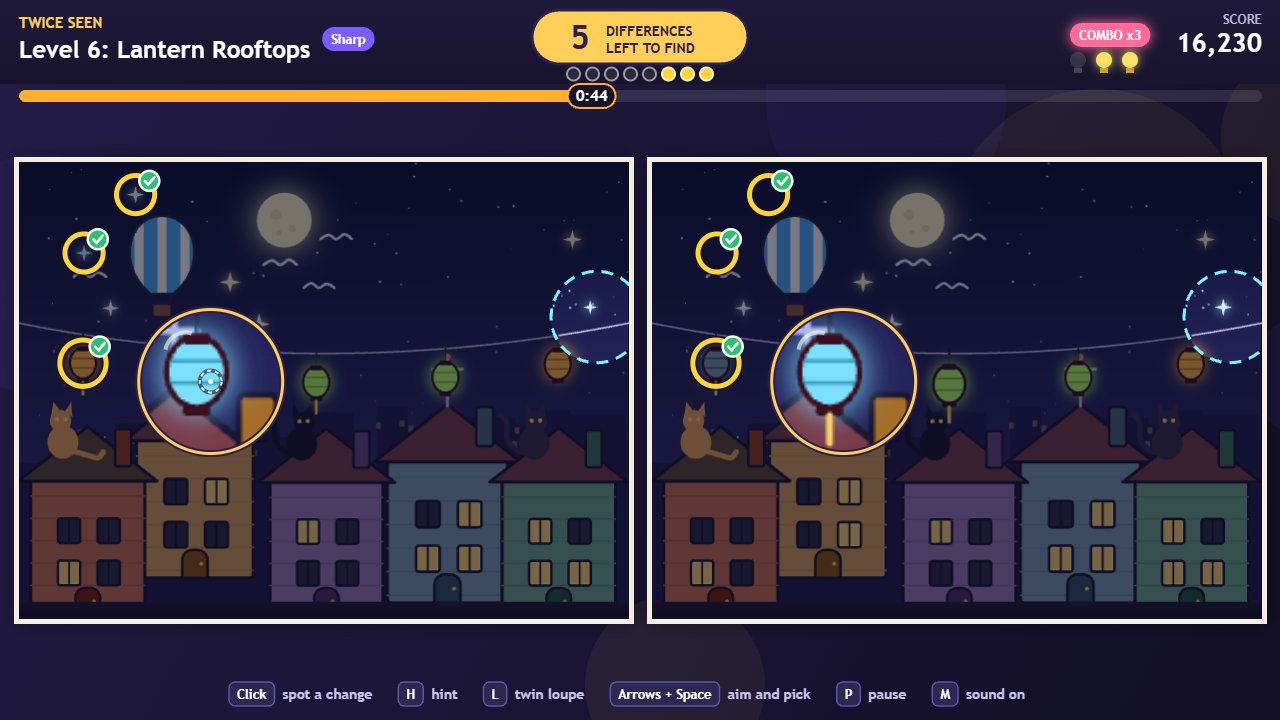 TWICE SEEN
Level 6: Lantern Rooftops
Sharp
5
DIFFERENCES
LEFT TO FIND
COMBO x3
SCORE
16,230
0:44
Click spot a change
H hint
L twin loupe
Arrows + Space aim and pick
P pause
M sound on